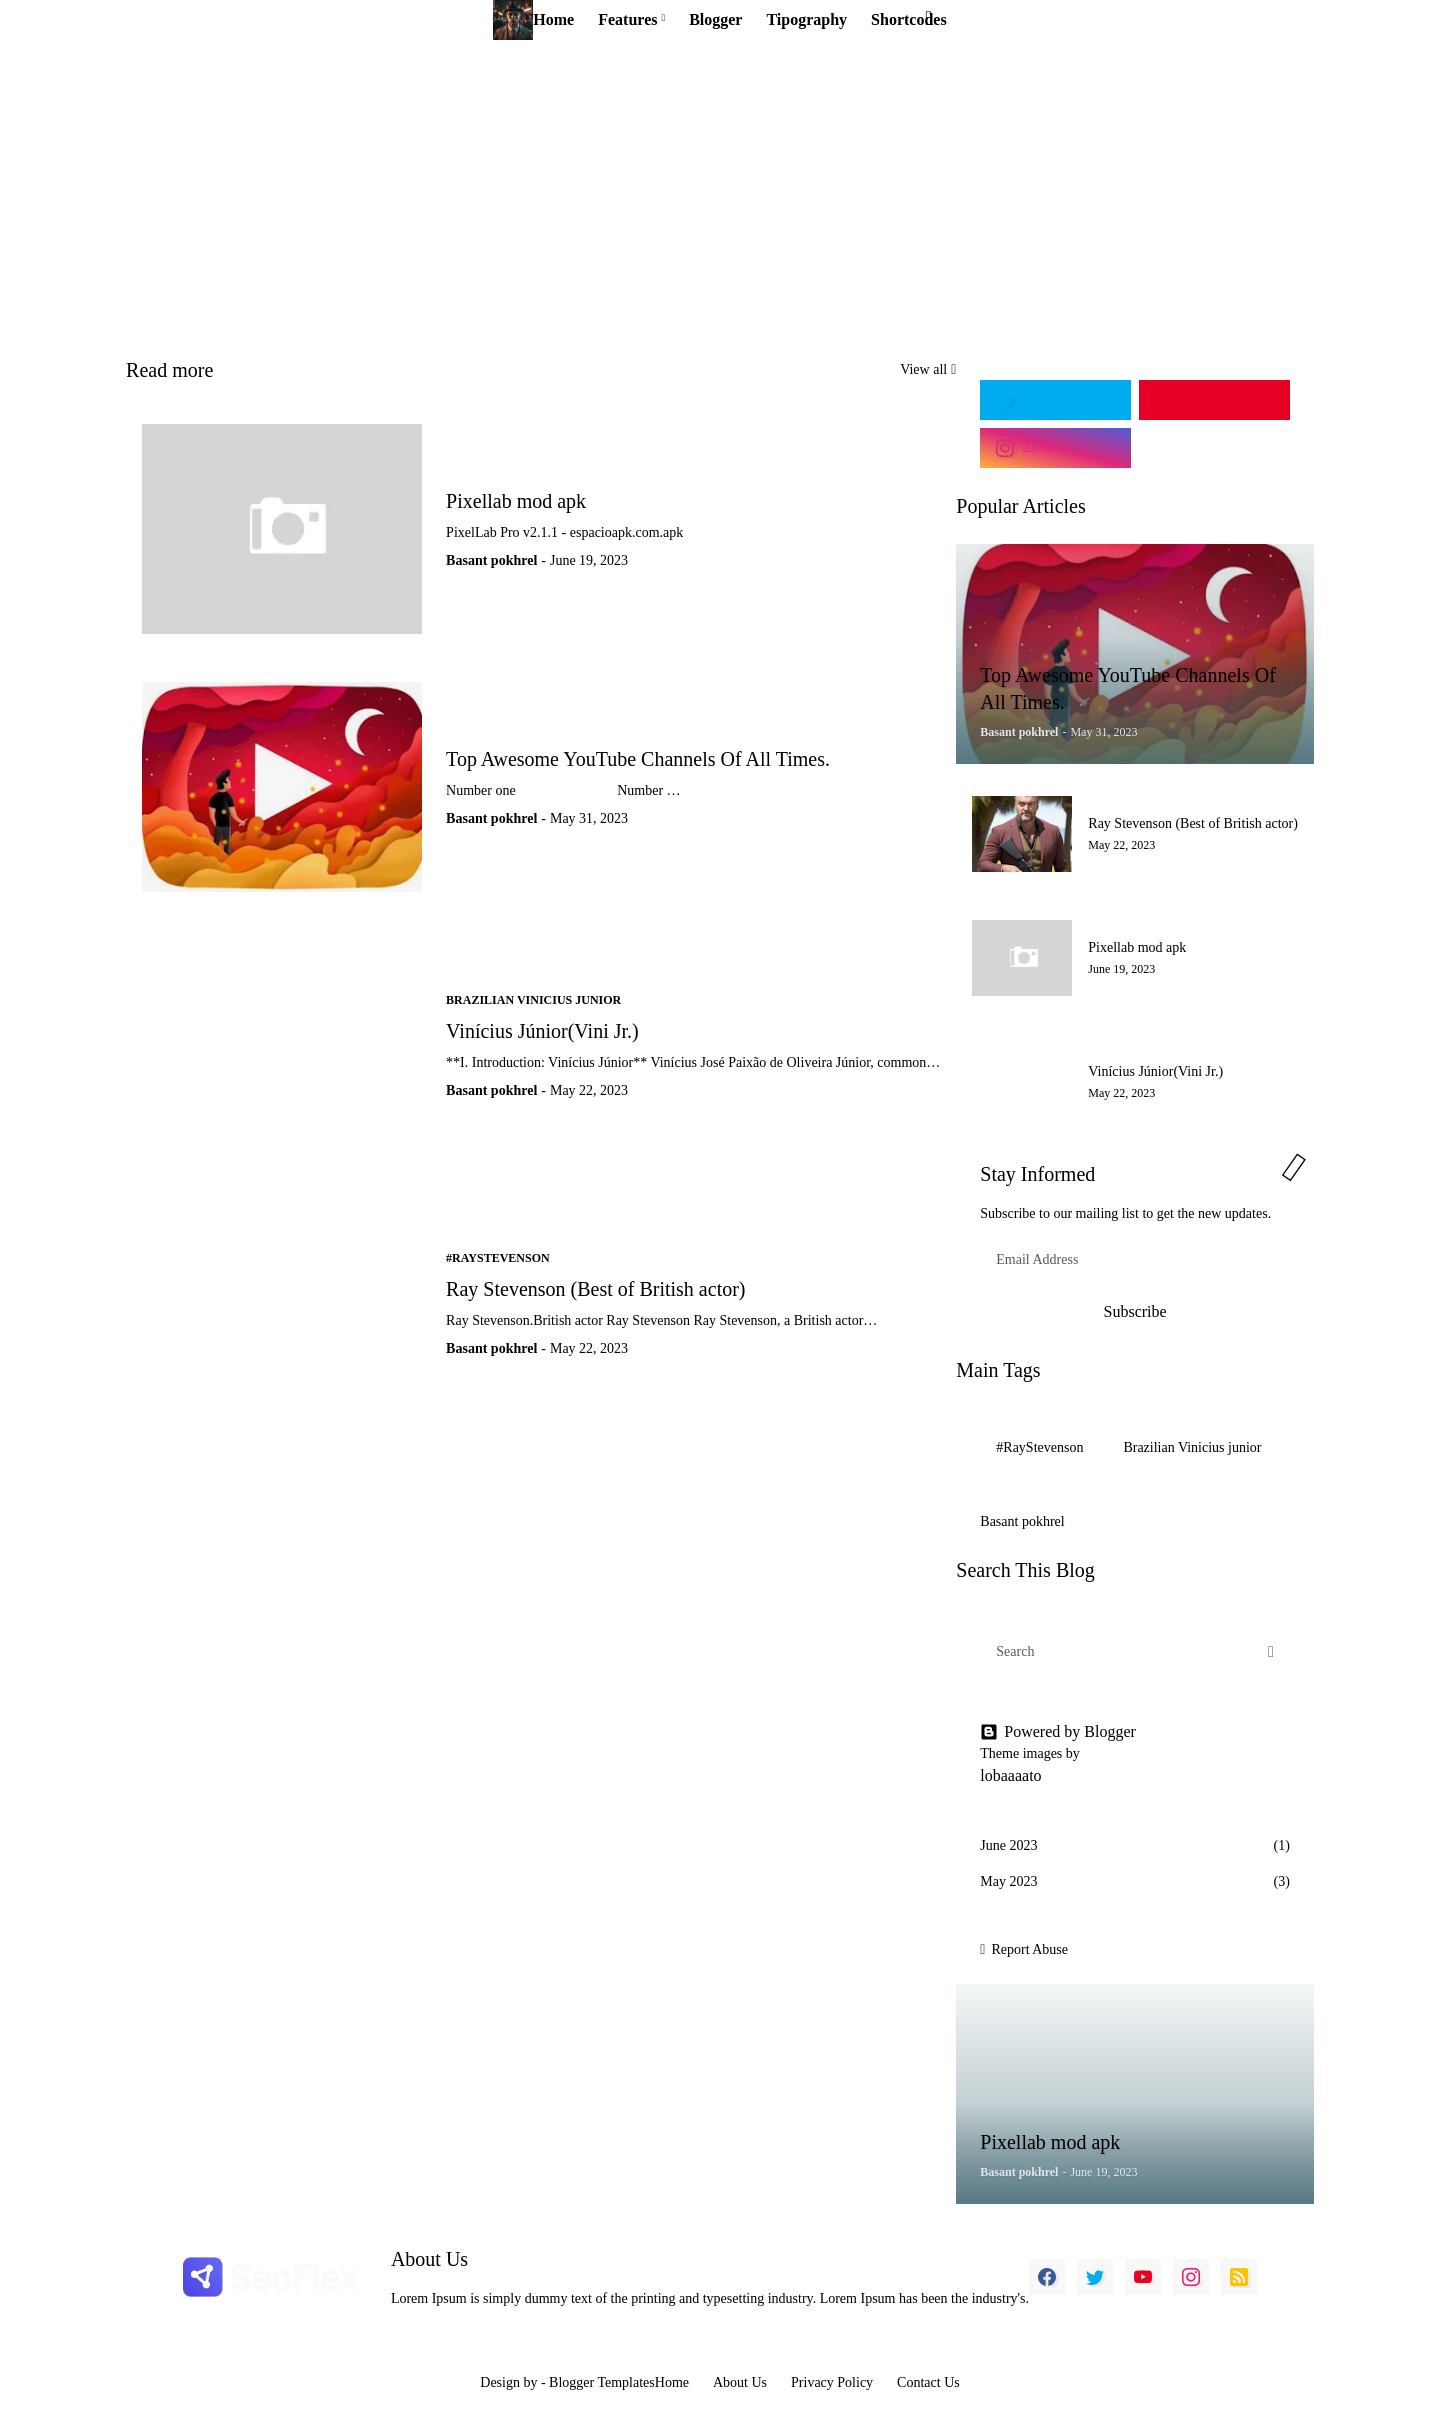 Home Features Blogger Tipography Shortcodes
Read more
View all
Pixellab mod apk
PixelLab Pro v2.1.1 - espacioapk.com.apk
Basant pokhrel - June 19, 2023
Top Awesome YouTube Channels Of All Times.
Number one Number …
Basant pokhrel - May 31, 2023
BRAZILIAN VINICIUS JUNIOR
Vinícius Júnior(Vini Jr.)
**I. Introduction: Vinícius Júnior** Vinícius José Paixão de Oliveira Júnior, common…
Basant pokhrel - May 22, 2023
#RAYSTEVENSON
Ray Stevenson (Best of British actor)
Ray Stevenson.British actor Ray Stevenson Ray Stevenson, a British actor…
Basant pokhrel - May 22, 2023
Popular Articles
Top Awesome YouTube Channels Of
All Times.
Basant pokhrel - May 31, 2023
Ray Stevenson (Best of British actor)
May 22, 2023
Pixellab mod apk
June 19, 2023
Vinícius Júnior(Vini Jr.)
May 22, 2023
Stay Informed
Subscribe to our mailing list to get the new updates.
Email Address
Subscribe
Main Tags
#RayStevenson Brazilian Vinicius junior
Basant pokhrel
Search This Blog
Search
Powered by Blogger
Theme images by
lobaaaato
June 2023 (1)
May 2023 (3)
Report Abuse
Pixellab mod apk
Basant pokhrel - June 19, 2023
SeoFlex
About Us
Lorem Ipsum is simply dummy text of the printing and typesetting industry. Lorem Ipsum has been the industry's.
Design by - Blogger TemplatesHome About Us Privacy Policy Contact Us